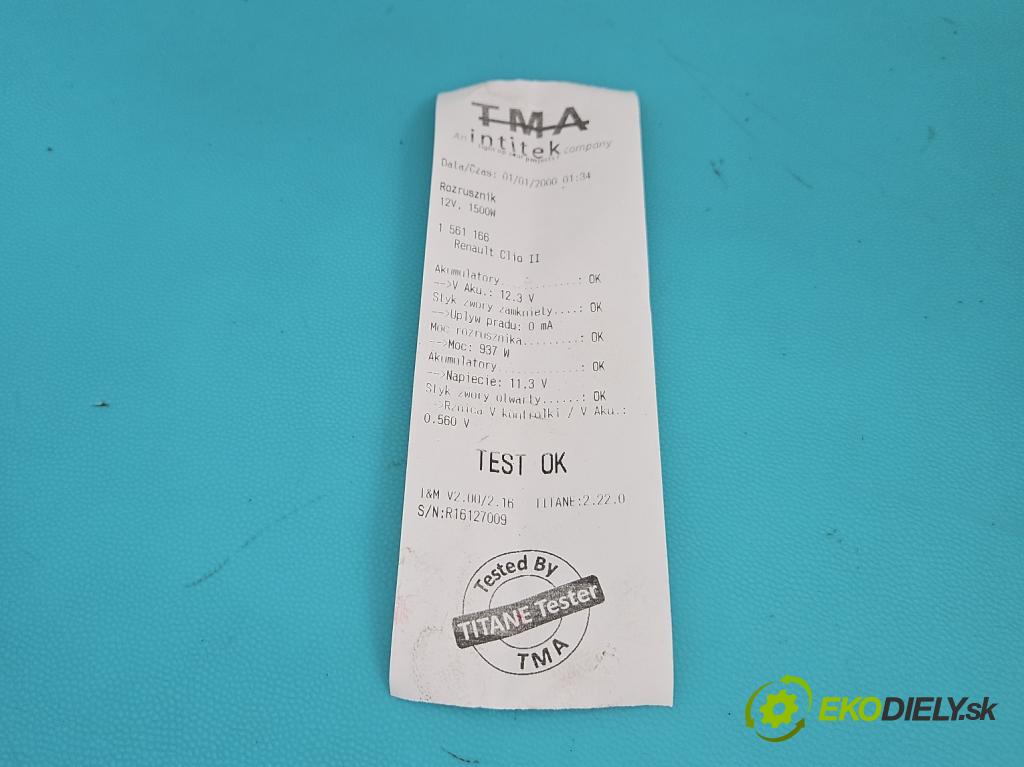 TMA
An intitek company
Data/Czas: 01/01/2000 01:34
Rozrusznik
12V, 1500W
1 561 166
Renault Clio II
Akumulatory..............: OK
-->V Aku.: 12.3 V
Styk zwory zamkniety....: OK
-->Uplyw pradu: 0 mA
Moc rozrusznika.........: OK
-->Moc: 937 W
Akumulatory.............: OK
-->Napiecie: 11.3 V
Styk zwory otwarty......: OK
-->Rznica V kontrolki / V Aku.:
0.560 V
TEST OK
I&M V2.00/2.16 TITANE:2.22.0
S/N:R16127009
Tested By
TITANE Tester
TMA
EKODIELY.sk